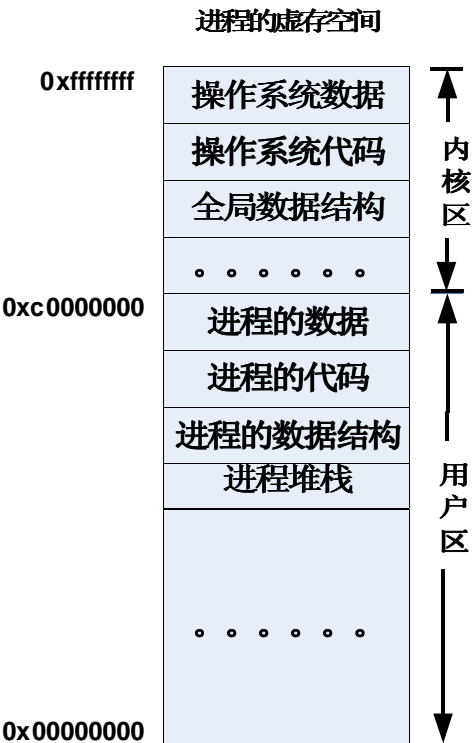 进程的虚存空间
0xffffffff
操作系统数据
操作系统代码
全局数据结构
。。。。。。
内核区
0xc0000000
进程的数据
进程的代码
进程的数据结构
进程堆栈
用户区
。。。。。。
0x00000000